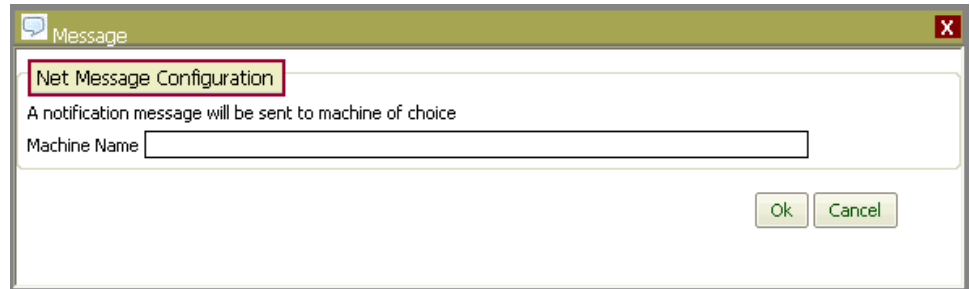 Message X
Net Message Configuration
A notification message will be sent to machine of choice
Machine Name
Ok Cancel